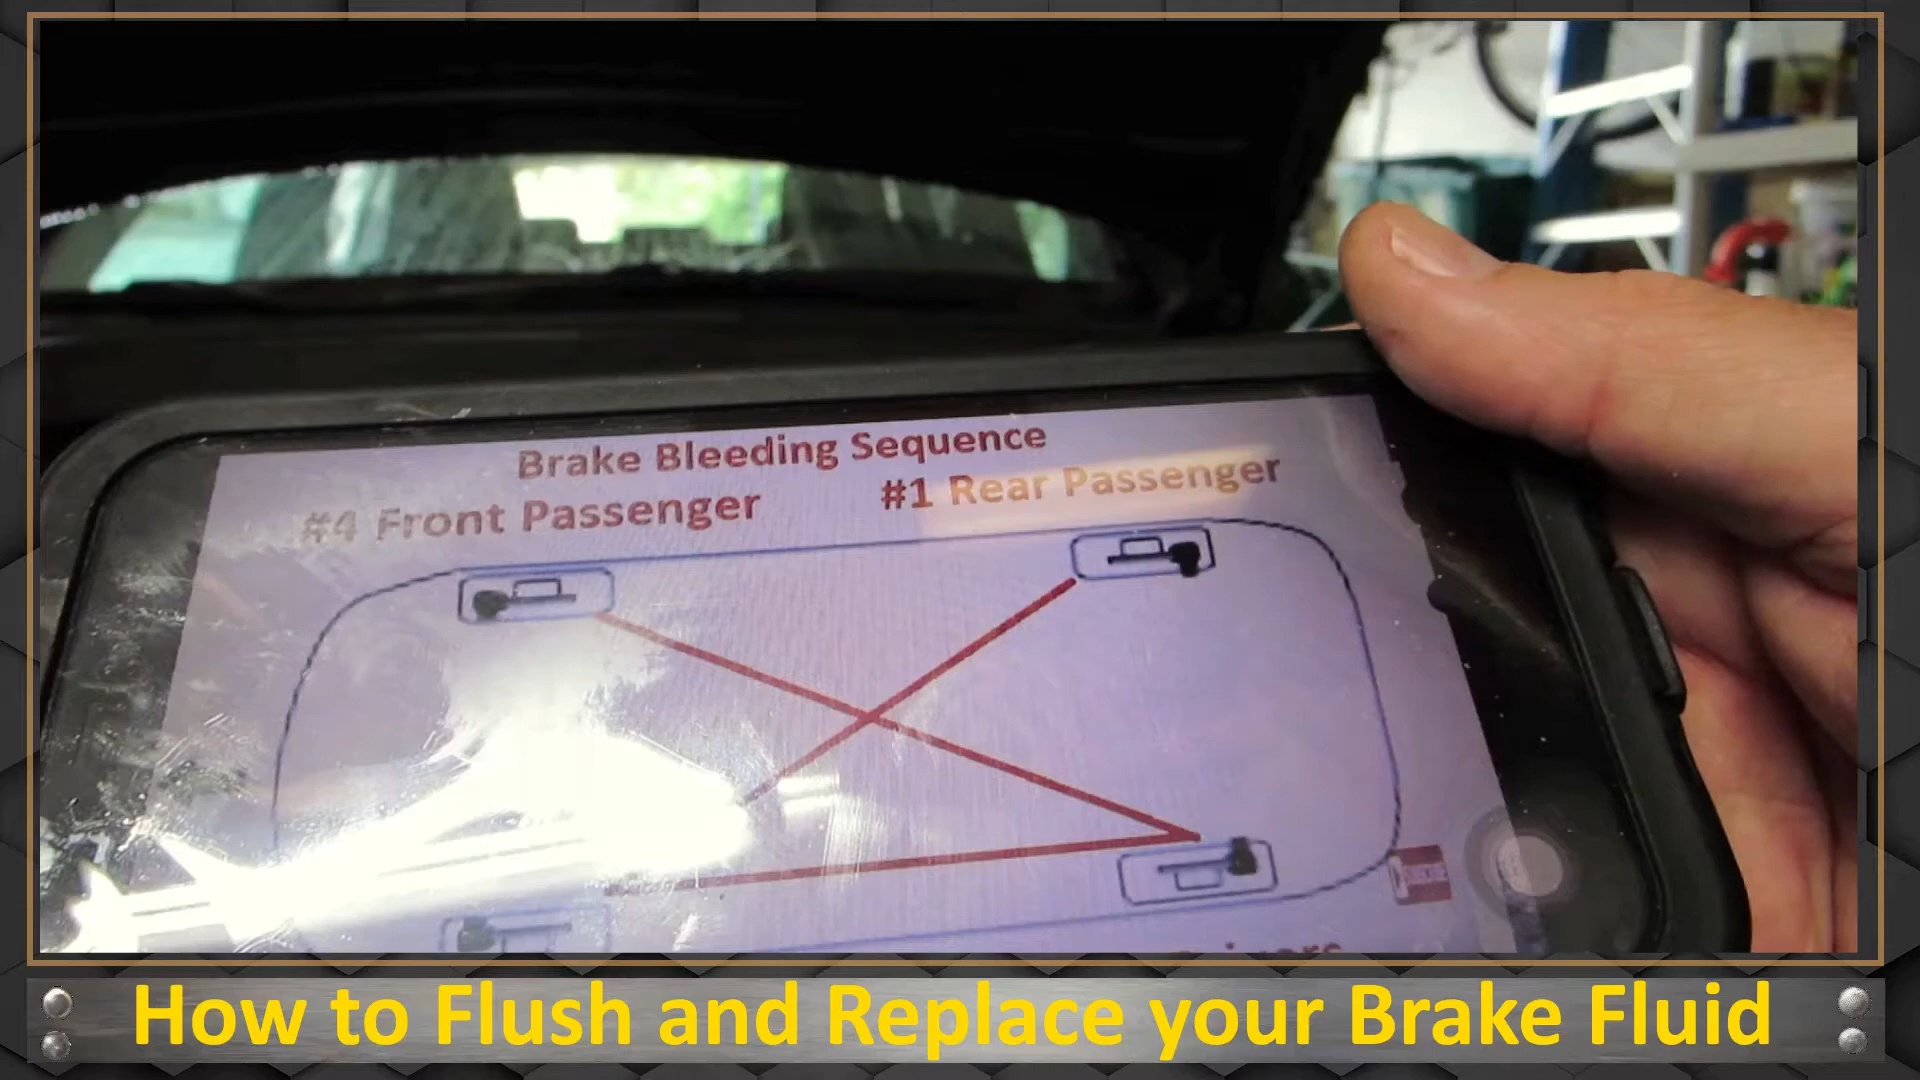 Brake Bleeding Sequence
#4 Front Passenger
#1 Rear Passenger
How to Flush and Replace your Brake Fluid